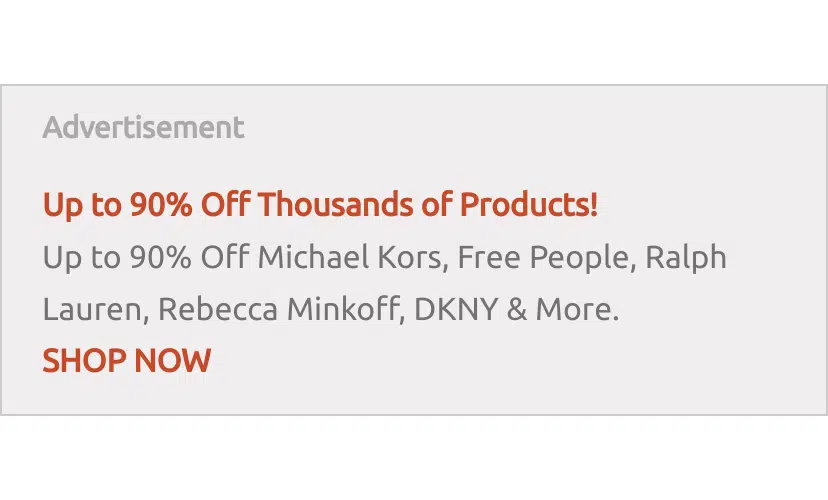 Advertisement
Up to 90% Off Thousands of Products!
Up to 90% Off Michael Kors, Free People, Ralph
Lauren, Rebecca Minkoff, DKNY & More.
SHOP NOW